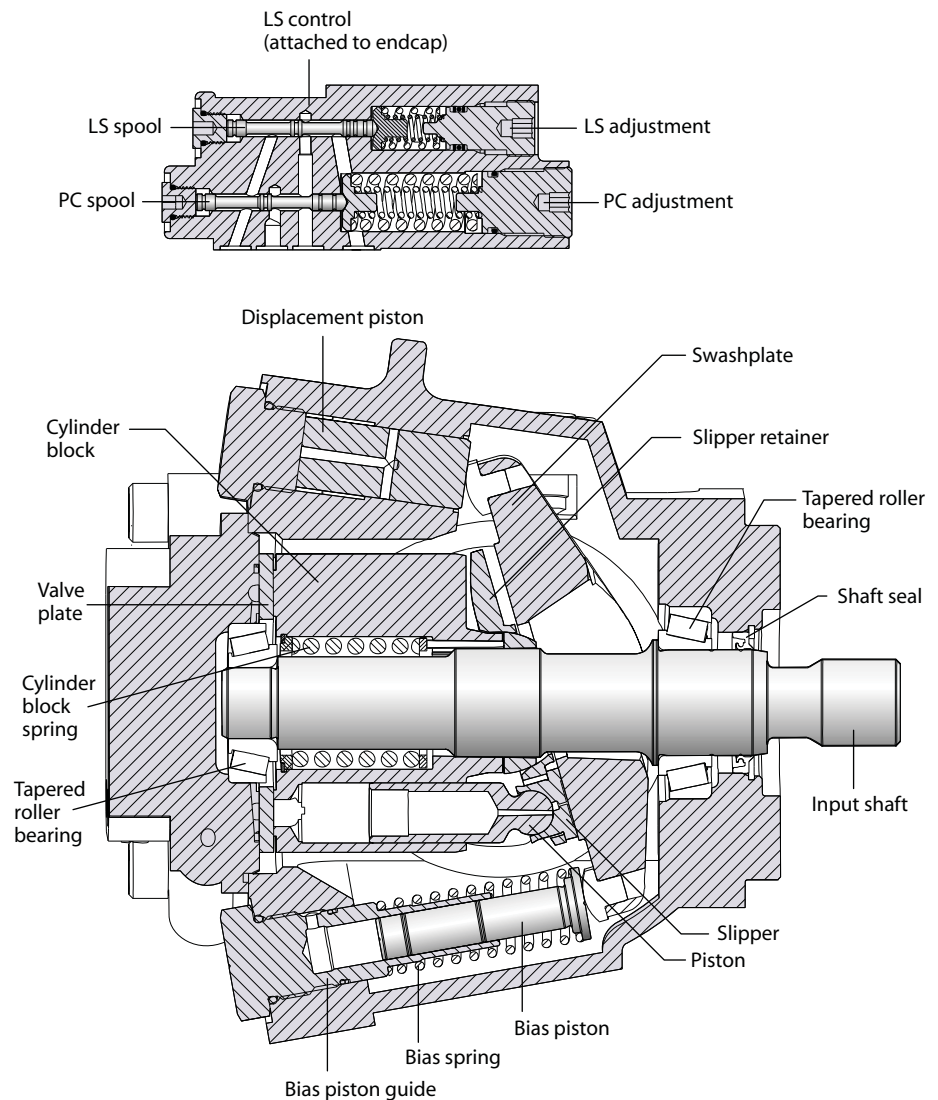 LS control
(attached to endcap)
LS spool
LS adjustment
PC spool
PC adjustment
Displacement piston
Swashplate
Cylinder
block
Slipper retainer
Tapered roller
bearing
Valve
plate
Shaft seal
Cylinder
block
spring
Tapered
roller
bearing
Input shaft
Slipper
Piston
Bias piston
Bias spring
Bias piston guide